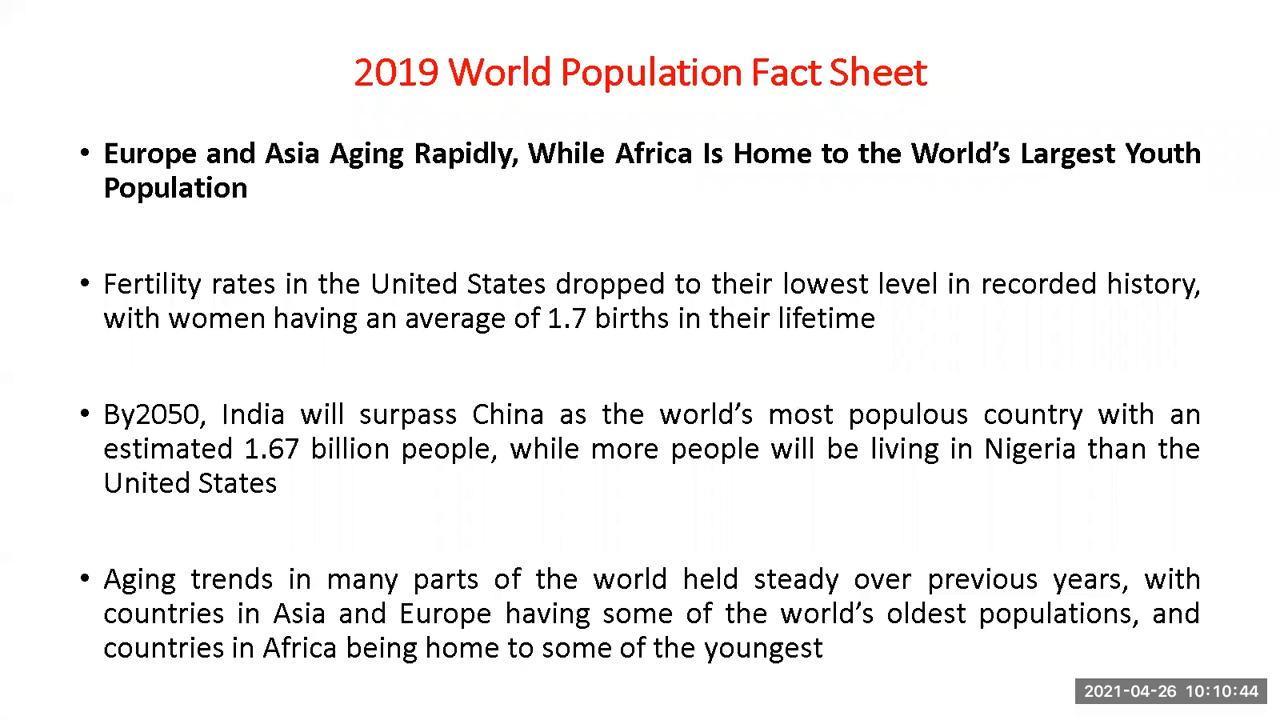 2019 World Population Fact Sheet
• Europe and Asia Aging Rapidly, While Africa Is Home to the World’s Largest Youth
Population
• Fertility rates in the United States dropped to their lowest level in recorded history,
with women having an average of 1.7 births in their lifetime
• By2050, India will surpass China as the world’s most populous country with an
estimated 1.67 billion people, while more people will be living in Nigeria than the
United States
• Aging trends in many parts of the world held steady over previous years, with
countries in Asia and Europe having some of the world’s oldest populations, and
countries in Africa being home to some of the youngest
2021-04-26 10:10:44